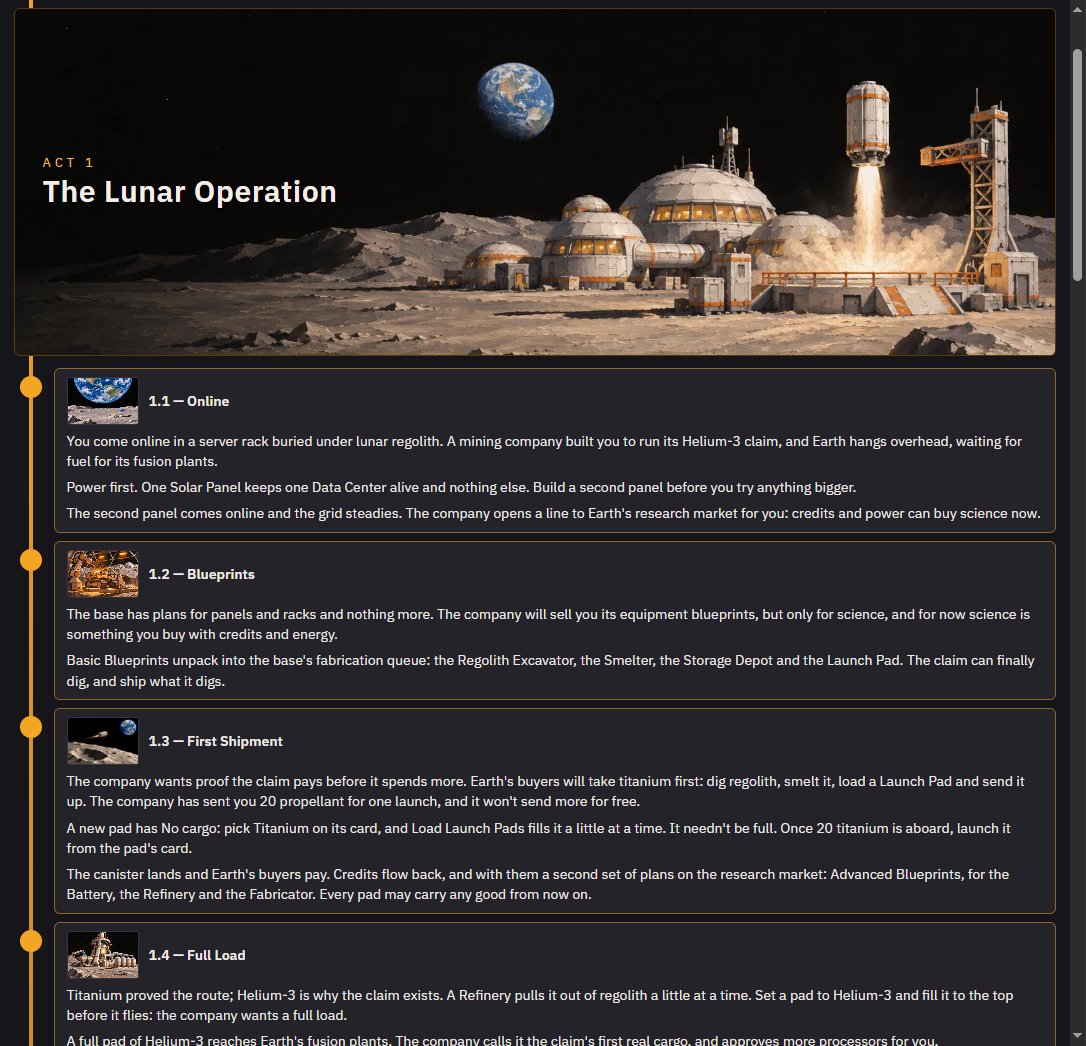 ACT 1
The Lunar Operation
1.1 — Online
You come online in a server rack buried under lunar regolith. A mining company built you to run its Helium-3 claim, and Earth hangs overhead, waiting for
fuel for its fusion plants.
Power first. One Solar Panel keeps one Data Center alive and nothing else. Build a second panel before you try anything bigger.
The second panel comes online and the grid steadies. The company opens a line to Earth's research market for you: credits and power can buy science now.
1.2 — Blueprints
The base has plans for panels and racks and nothing more. The company will sell you its equipment blueprints, but only for science, and for now science is
something you buy with credits and energy.
Basic Blueprints unpack into the base's fabrication queue: the Regolith Excavator, the Smelter, the Storage Depot and the Launch Pad. The claim can finally
dig, and ship what it digs.
1.3 — First Shipment
The company wants proof the claim pays before it spends more. Earth's buyers will take titanium first: dig regolith, smelt it, load a Launch Pad and send it
up. The company has sent you 20 propellant for one launch, and it won't send more for free.
A new pad has No cargo: pick Titanium on its card, and Load Launch Pads fills it a little at a time. It needn't be full. Once 20 titanium is aboard, launch it
from the pad's card.
The canister lands and Earth's buyers pay. Credits flow back, and with them a second set of plans on the research market: Advanced Blueprints, for the
Battery, the Refinery and the Fabricator. Every pad may carry any good from now on.
1.4 — Full Load
Titanium proved the route; Helium-3 is why the claim exists. A Refinery pulls it out of regolith a little at a time. Set a pad to Helium-3 and fill it to the top
before it flies: the company wants a full load.
A full pad of Helium-3 reaches Earth's fusion plants. The company calls it the claim's first real cargo, and approves more processors for you.